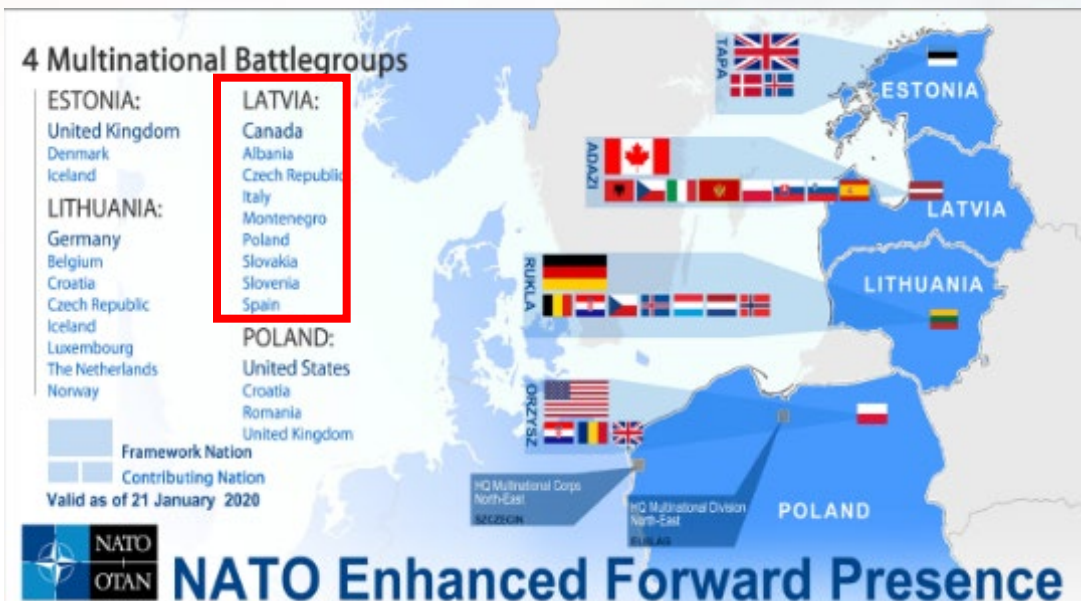 4 Multinational Battlegroups
ESTONIA:
United Kingdom
Denmark
Iceland
LITHUANIA:
Germany
Belgium
Croatia
Czech Republic
Iceland
Luxembourg
The Netherlands
Norway
LATVIA:
Canada
Albania
Czech Republic
Italy
Montenegro
Poland
Slovakia
Slovenia
Spain
POLAND:
United States
Croatia
Romania
United Kingdom
Framework Nation
Contributing Nation
Valid as of 21 January 2020
TAPA
ESTONIA
ADAZI
LATVIA
RUKLA
LITHUANIA
ORZYSZ
HQ Multinational Corps
North-East
SZCZECIN
HQ Multinational Division
North-East
ELBLAG
POLAND
NATO
OTAN
NATO Enhanced Forward Presence